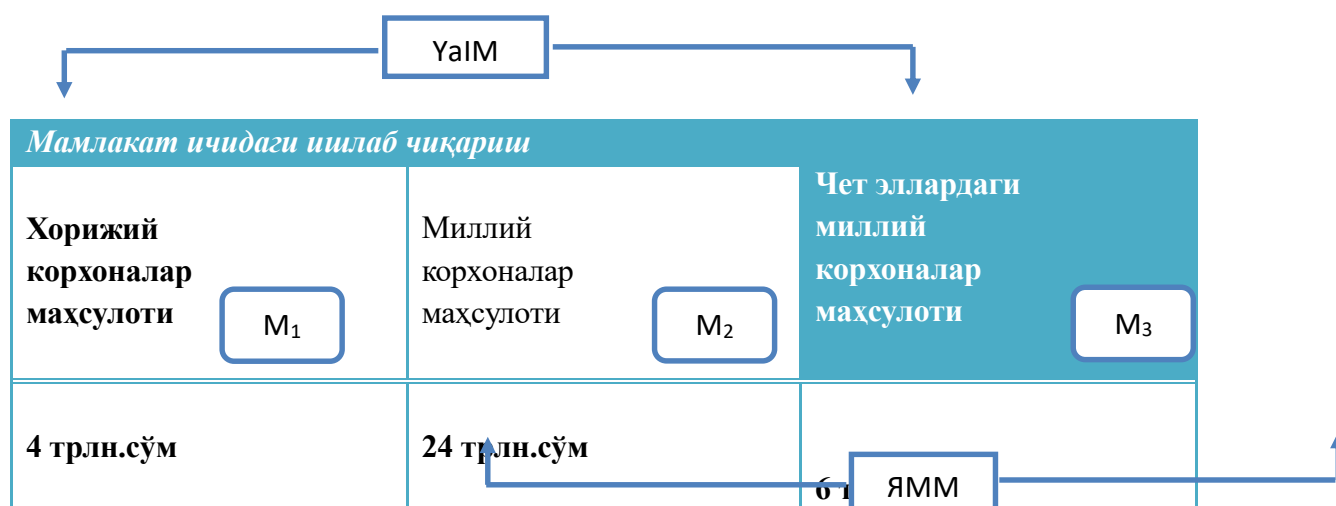 YaIM
Мамлакат ичидаги ишлаб чиқариш
Хорижий
корхоналар
маҳсулоти
M₁
Миллий
корхоналар
маҳсулоти
M₂
Чет эллардаги
миллий
корхоналар
маҳсулоти
M₃
4 трлн.сўм
24 трлн.сўм
6
ЯММ